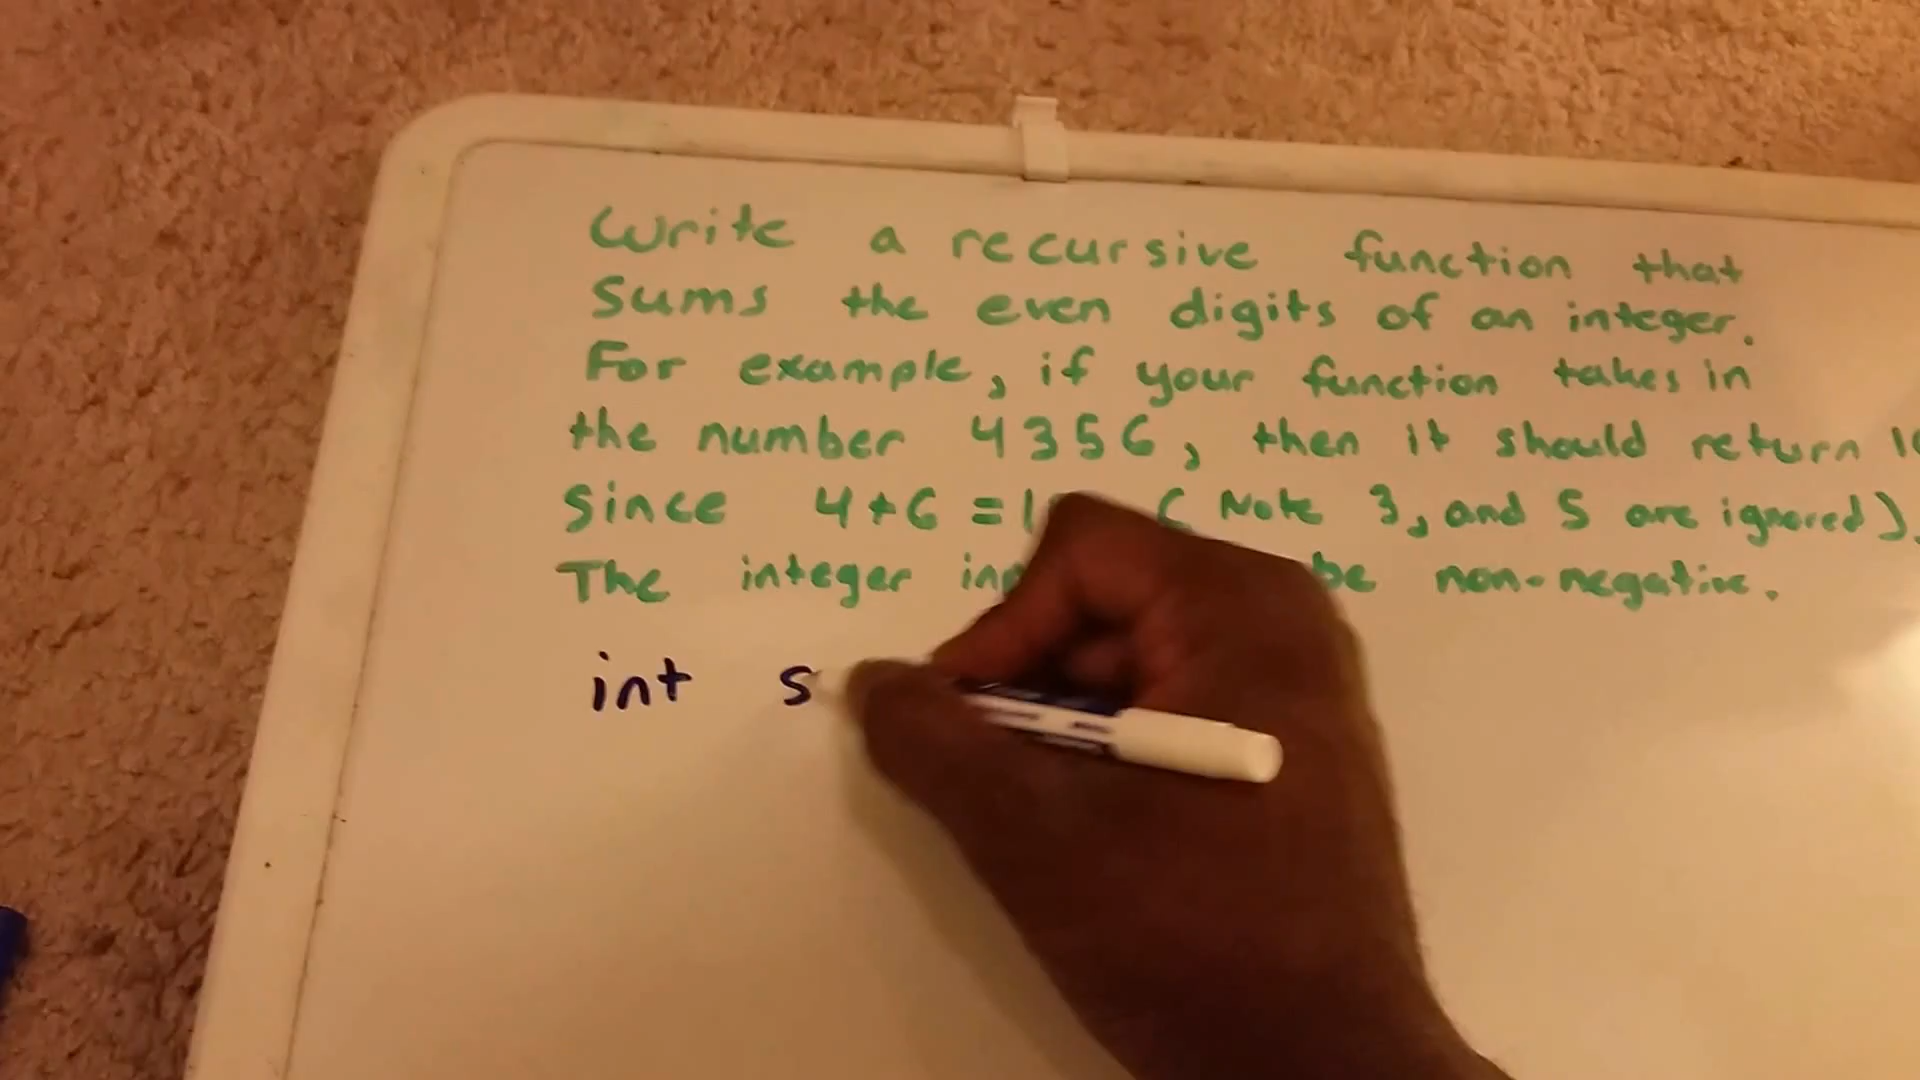 Write a recursive function that
sums the even digits of an integer.
For example, if your function takes in
the number 4356, then it should return
since 4+6 = ( Note 3, and 5 are ignored).
The integer be non-negative.
int s